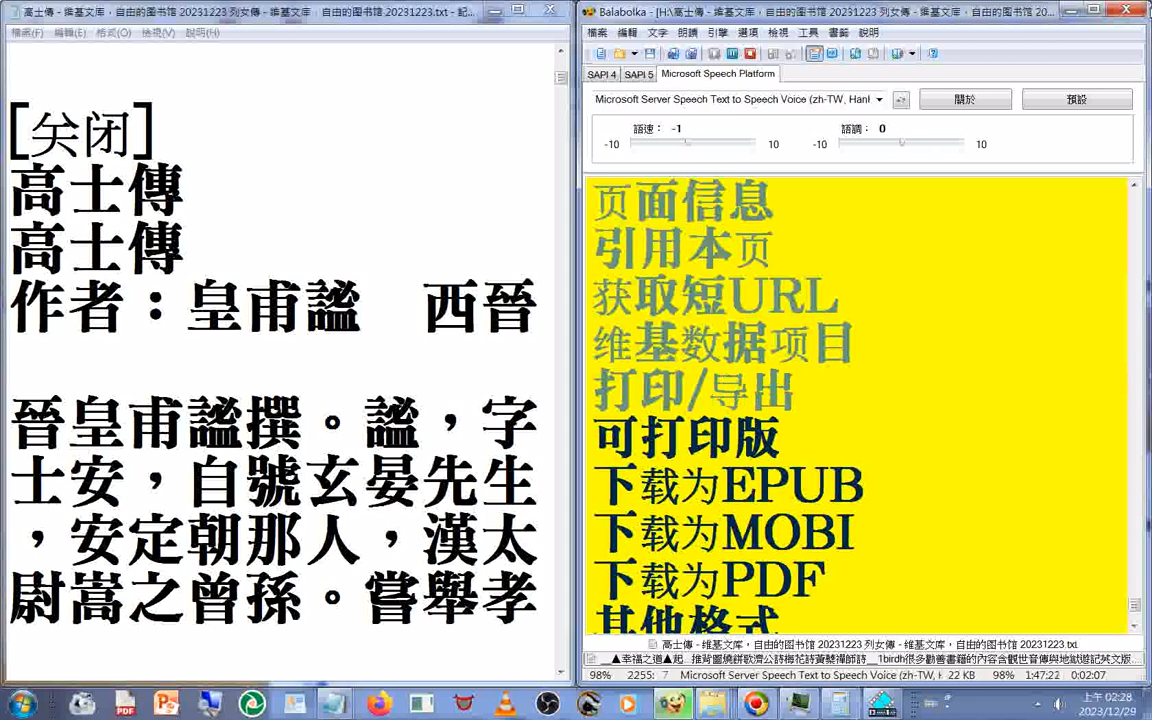 高士傳 - 维基文库，自由的图书馆 20231223 列女傳 - 维基文库，自由的图书馆 20231223.txt - 記...
檔案(F) 編輯(E) 格式(O) 檢視(V) 說明(H)
[关闭]
高士傳
高士傳
作者：皇甫謐　西晉
晉皇甫謐撰。謐，字
士安，自號玄晏先生
，安定朝那人，漢太
尉嵩之曾孫。嘗舉孝
Balabolka - [H:\高士傳 - 维基文库，自由的图书馆 20231223 列女傳 - 维基文库，自由的图书馆 20...
檔案 編輯 文字 朗讀 引擎 選項 檢視 工具 書籤 說明
SAPI 4 SAPI 5 Microsoft Speech Platform
Microsoft Server Speech Text to Speech Voice (zh-TW, Hanl
關於 預設
語速： -1 語調： 0
-10 10 -10 10
页面信息
引用本页
获取短URL
维基数据项目
打印/导出
可打印版
下载为EPUB
下载为MOBI
下载为PDF
其他格式
高士傳 - 维基文库，自由的图书馆 20231223 列女傳 - 维基文库，自由的图书馆 20231223.txt
98% 2255: 7 Microsoft Server Speech Text to Speech Voice (zh-TW, H 22 KB 98% 1:47:22 0:02:07
上午 02:28
2023/12/29